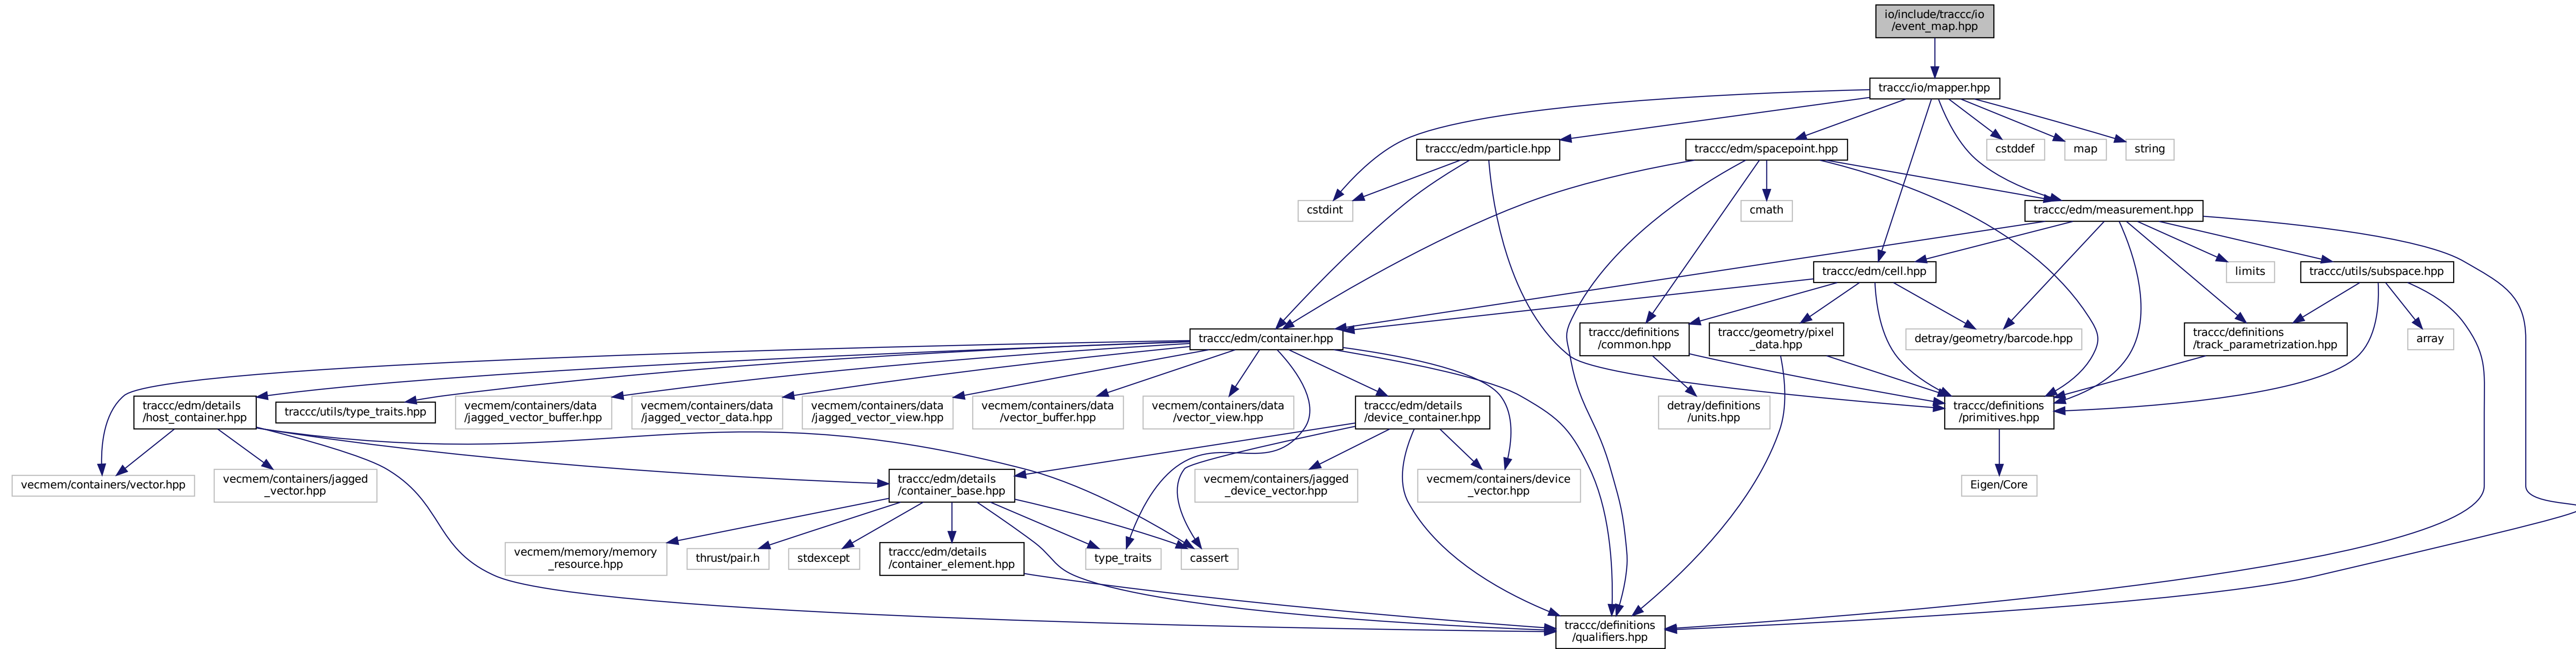 io/include/traccc/io
/event_map.hpp
traccc/io/mapper.hpp
traccc/edm/particle.hpp
traccc/edm/spacepoint.hpp
cstddef
map
string
cstdint
cmath
traccc/edm/measurement.hpp
traccc/edm/cell.hpp
limits
traccc/utils/subspace.hpp
traccc/edm/container.hpp
traccc/definitions
/common.hpp
traccc/geometry/pixel
_data.hpp
detray/geometry/barcode.hpp
traccc/definitions
/track_parametrization.hpp
array
traccc/edm/details
/host_container.hpp
traccc/utils/type_traits.hpp
vecmem/containers/data
/jagged_vector_buffer.hpp
vecmem/containers/data
/jagged_vector_data.hpp
vecmem/containers/data
/jagged_vector_view.hpp
vecmem/containers/data
/vector_buffer.hpp
vecmem/containers/data
/vector_view.hpp
traccc/edm/details
/device_container.hpp
detray/definitions
/units.hpp
traccc/definitions
/primitives.hpp
vecmem/containers/vector.hpp
vecmem/containers/jagged
_vector.hpp
traccc/edm/details
/container_base.hpp
vecmem/containers/jagged
_device_vector.hpp
vecmem/containers/device
_vector.hpp
Eigen/Core
vecmem/memory/memory
_resource.hpp
thrust/pair.h
stdexcept
traccc/edm/details
/container_element.hpp
type_traits
cassert
traccc/definitions
/qualifiers.hpp